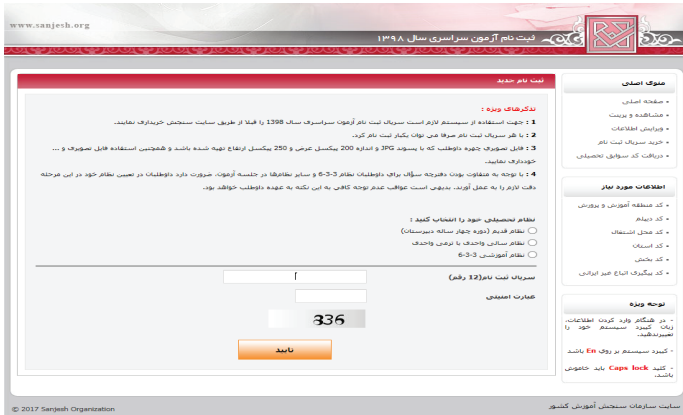 www.sanjesh.org
ثبت نام آزمون سراسری سال ۱۳۹۸
ثبت نام جدید
تذکرهای ویژه :
1 : جهت استفاده از سیستم لازم است سریال ثبت نام آزمون سراسری سال 1398 را قبلا از طریق سایت سنجش خریداری نمایند.
2 : با هر سریال ثبت نام صرفا می توان یکبار ثبت نام کرد.
3 : فایل تصویری چهره داوطلب که با پسوند JPG و اندازه 200 پیکسل عرض و 250 پیکسل ارتفاع تهیه شده باشد و همچنین استفاده فایل تصویری و ...
خودداری نمایید.
4 : با توجه به متفاوت بودن دفترچه سؤال برای داوطلبان نظام 3-3-6 و سایر نظام‌ها در جلسه آزمون، ضرورت دارد داوطلبان در تعیین نظام خود در این مرحله
دقت لازم را به عمل آورند. بدیهی است عواقب عدم توجه کافی به این نکته به عهده داوطلب خواهد بود.
نظام تحصیلی خود را انتخاب کنید :
نظام قدیم (دوره چهار ساله دبیرستان)
نظام سالی واحدی یا ترمی واحدی
نظام آموزشی 3-3-6
سریال ثبت نام(12 رقم)
عبارت امنیتی
836
تایید
منوی اصلی
صفحه اصلی
مشاهده و پرینت
ویرایش اطلاعات
خرید سریال ثبت نام
دریافت کد سوابق تحصیلی
اطلاعات مورد نیاز
کد منطقه آموزش و پرورش
کد دیپلم
کد محل اشتغال
کد استان
کد بخش
کد پیگیری اتباع غیر ایرانی
توجه ویژه
- در هنگام وارد کردن اطلاعات،
زبان کیبرد سیستم خود را
تغییرندهید.
- کیبرد سیستم بر روی En باشد
- کلید Caps lock باید خاموش
باشد.
سایت سازمان سنجش آموزش کشور
© 2017 Sanjesh Organization